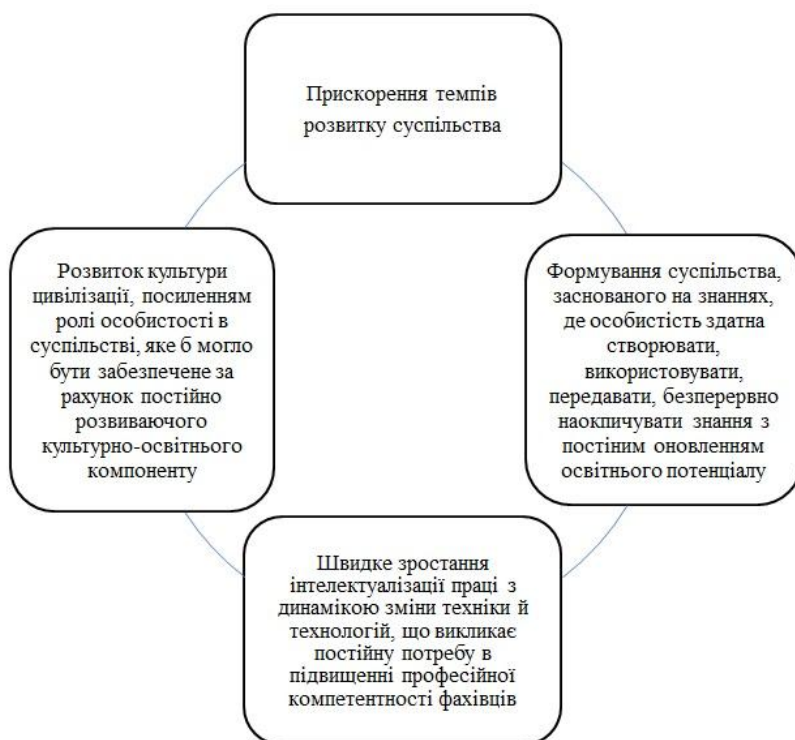 Прискорення темпів
розвитку суспільства
Розвиток культури
цивілізації, посиленням
ролі особистості в
суспільстві, яке б могло
бути забезпечене за
рахунок постійно
розвиваючого
культурно-освітнього
компоненту
Формування суспільства,
заснованого на знаннях,
де особистість здатна
створювати,
використовувати,
передавати, безперервно
наокпичувати знання з
постіним оновленням
освітнього потенціалу
Швидке зростання
інтелектуалізації праці з
динамікою зміни техніки й
технологій, що викликає
постійну потребу в
підвищенні професійної
компетентності фахівців